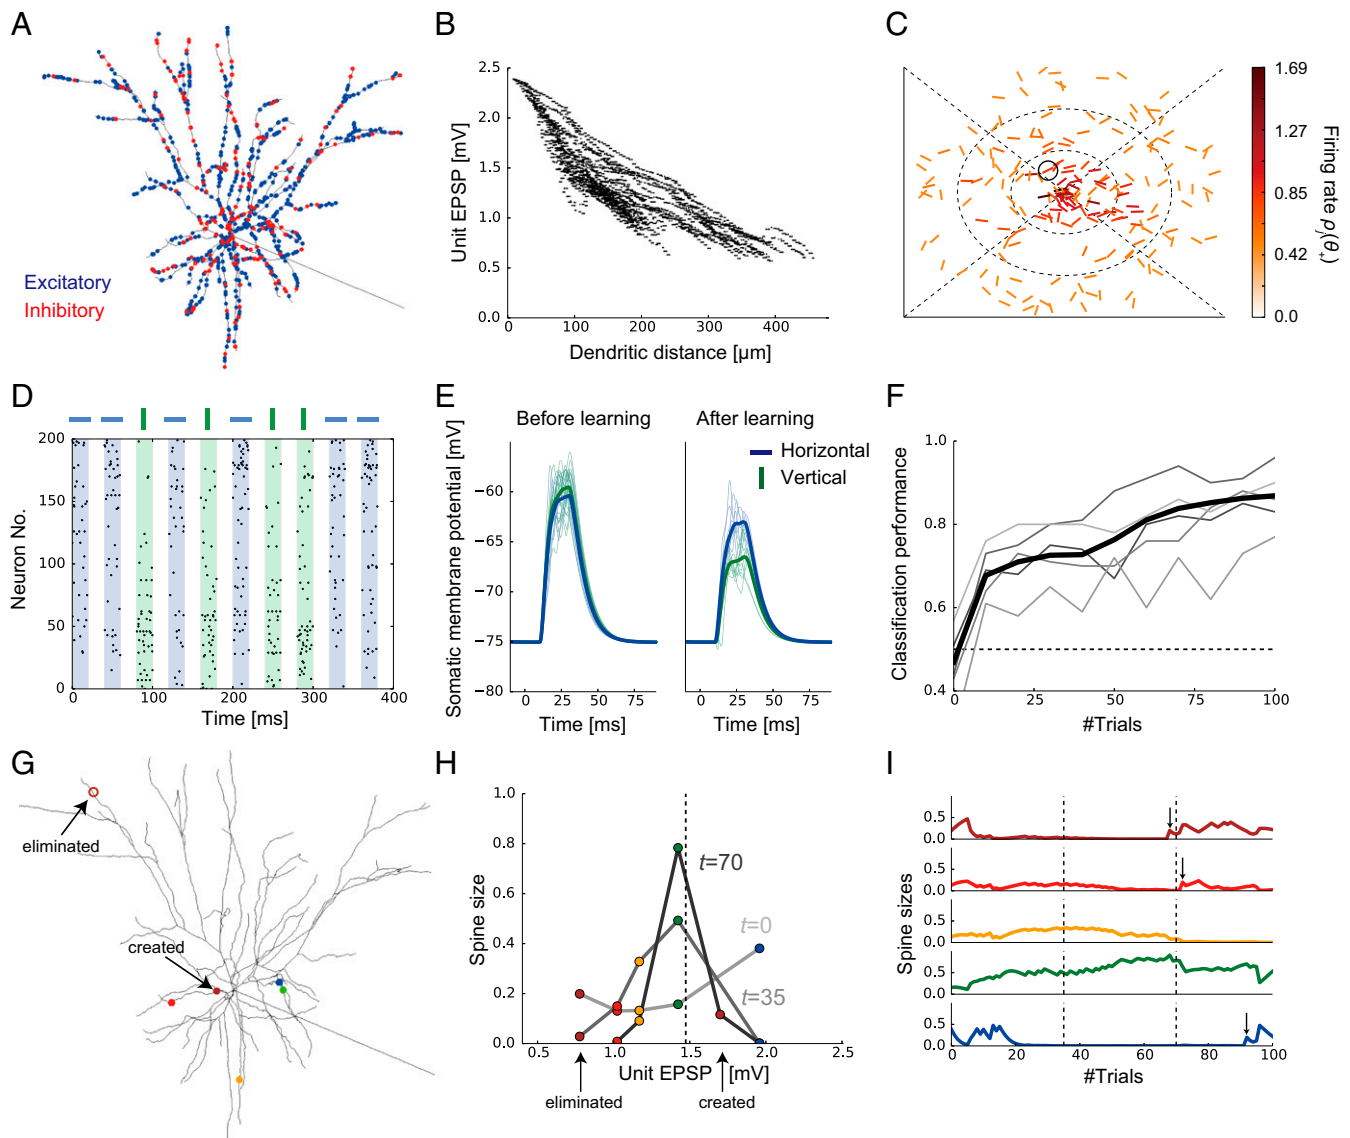 A
Excitatory
Inhibitory
B
Unit EPSP [mV]
2.5
2.0
1.5
1.0
0.5
0.0
0 100 200 300 400
Dendritic distance [µm]
C
1.69
1.27
0.85
0.42
0.0
Firing rate ρⱼ(θ₊)
D
Neuron No.
200
150
100
50
0
0 100 200 300 400
Time [ms]
E
Before learning After learning
Horizontal
Vertical
Somatic membrane potential [mV]
−60
−65
−70
−75
−80
0 25 50 75 0 25 50 75
Time [ms] Time [ms]
F
Classification performance
1.0
0.8
0.6
0.4
0 25 50 75 100
#Trials
G
eliminated
created
H
Spine size
1.0
0.8
0.6
0.4
0.2
0.0
t=70
t=0
t=35
0.5 1.0 1.5 2.0 2.5
Unit EPSP [mV]
eliminated created
I
Spine sizes
0.5
0.0
0.5
0.0
0.5
0.0
0.5
0.0
0.5
0.0
0 20 40 60 80 100
#Trials